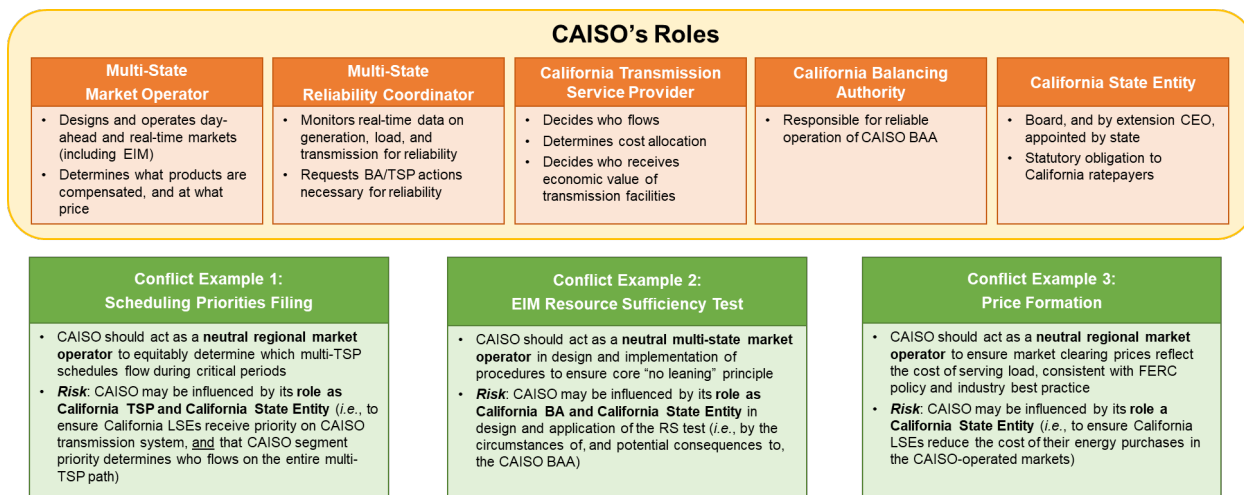 CAISO's Roles
Multi-State
Market Operator
• Designs and operates day-
ahead and real-time markets
(including EIM)
• Determines what products are
compensated, and at what
price
Multi-State
Reliability Coordinator
• Monitors real-time data on
generation, load, and
transmission for reliability
• Requests BA/TSP actions
necessary for reliability
California Transmission
Service Provider
• Decides who flows
• Determines cost allocation
• Decides who receives
economic value of
transmission facilities
California Balancing
Authority
• Responsible for reliable
operation of CAISO BAA
California State Entity
• Board, and by extension CEO,
appointed by state
• Statutory obligation to
California ratepayers
Conflict Example 1:
Scheduling Priorities Filing
• CAISO should act as a neutral regional market
operator to equitably determine which multi-TSP
schedules flow during critical periods
• Risk: CAISO may be influenced by its role as
California TSP and California State Entity (i.e., to
ensure California LSEs receive priority on CAISO
transmission system, and that CAISO segment
priority determines who flows on the entire multi-
TSP path)
Conflict Example 2:
EIM Resource Sufficiency Test
• CAISO should act as a neutral multi-state market
operator in design and implementation of
procedures to ensure core "no leaning" principle
• Risk: CAISO may be influenced by its role as
California BA and California State Entity in
design and application of the RS test (i.e., by the
circumstances of, and potential consequences to,
the CAISO BAA)
Conflict Example 3:
Price Formation
• CAISO should act as a neutral regional market
operator to ensure market clearing prices reflect
the cost of serving load, consistent with FERC
policy and industry best practice
• Risk: CAISO may be influenced by its role a
California State Entity (i.e., to ensure California
LSEs reduce the cost of their energy purchases in
the CAISO-operated markets)